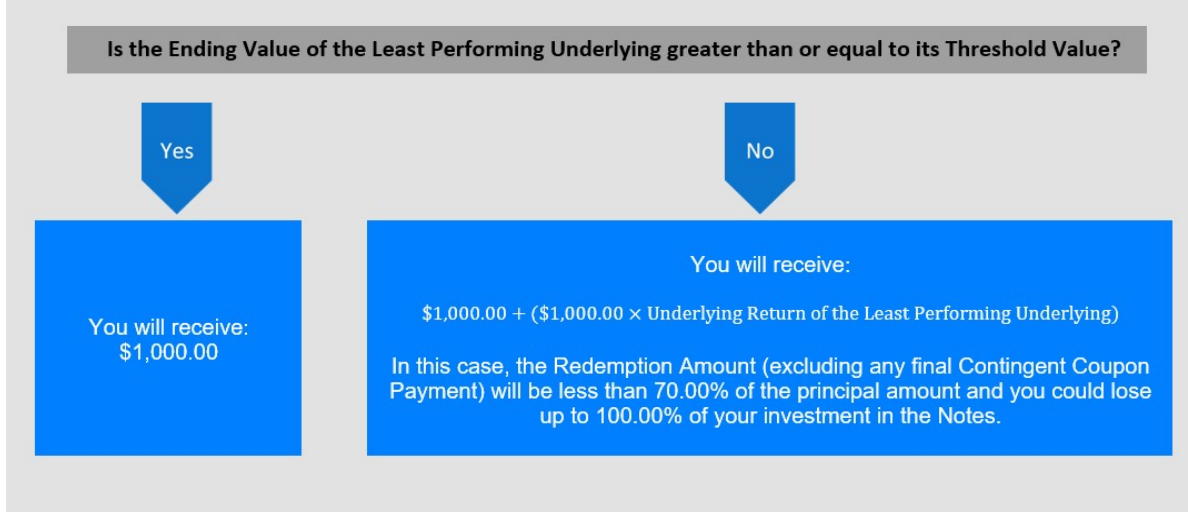 Is the Ending Value of the Least Performing Underlying greater than or equal to its Threshold Value?
Yes
No
You will receive:
$1,000.00
You will receive:
$1,000.00 + ($1,000.00 × Underlying Return of the Least Performing Underlying)
In this case, the Redemption Amount (excluding any final Contingent Coupon
Payment) will be less than 70.00% of the principal amount and you could lose
up to 100.00% of your investment in the Notes.